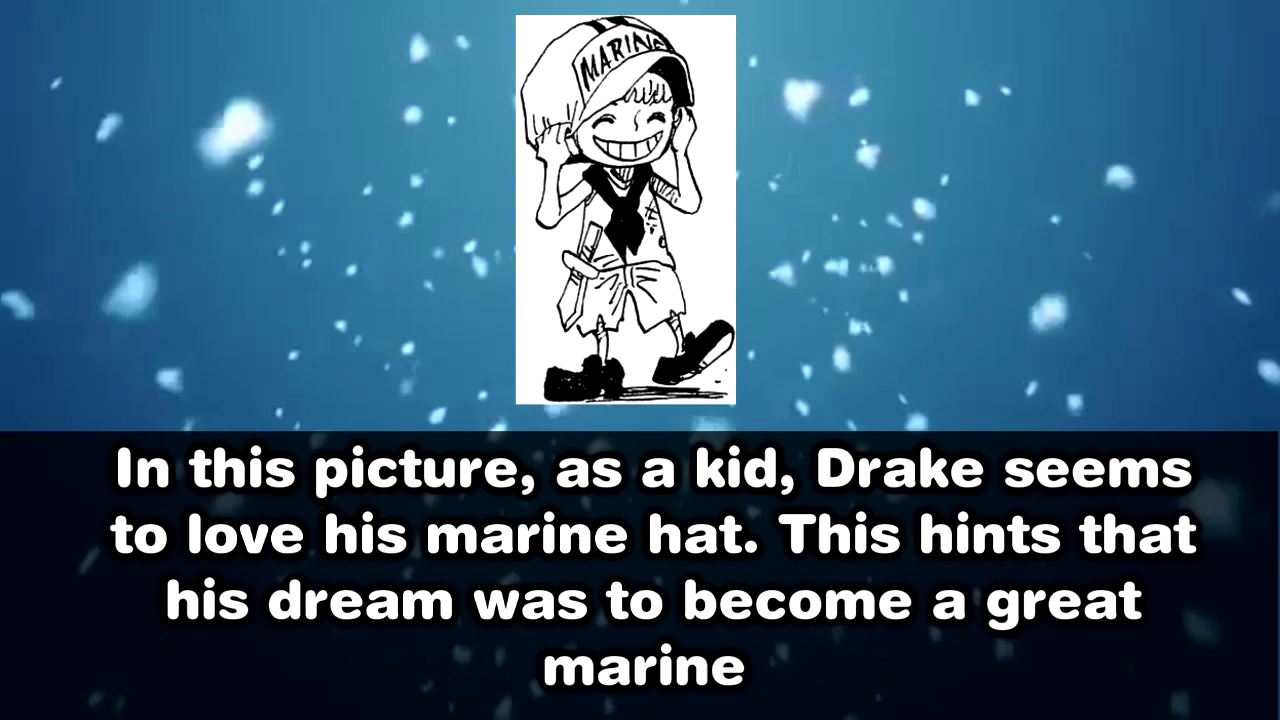 MARINE
In this picture, as a kid, Drake seems
to love his marine hat. This hints that
his dream was to become a great
marine